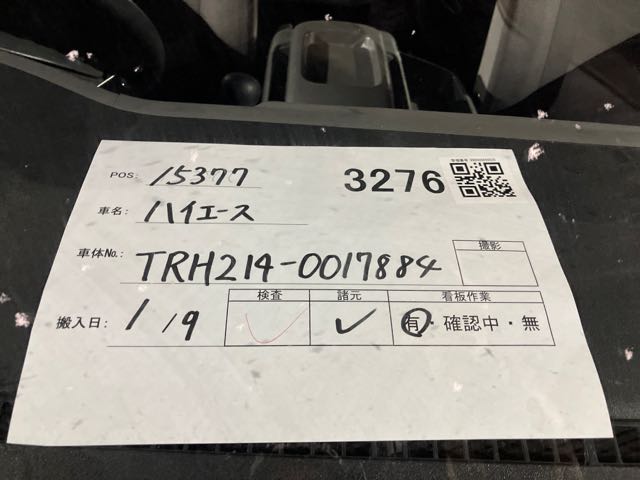 POS: 15377
3276
車名: ハイエース
車体No.: TRH214-0017884
撮影
搬入日: 1/9
検査 諸元 看板作業
有・確認中・無